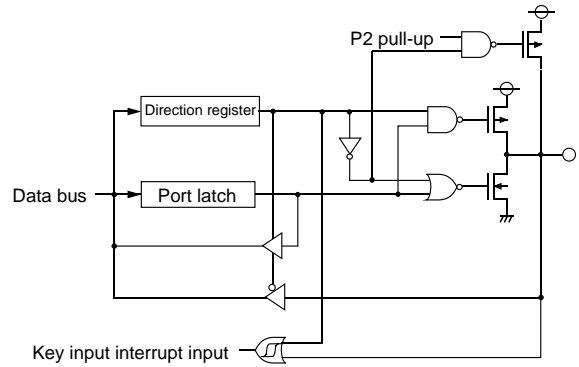 P2 pull-up
Direction register
Data bus
Port latch
Key input interrupt input